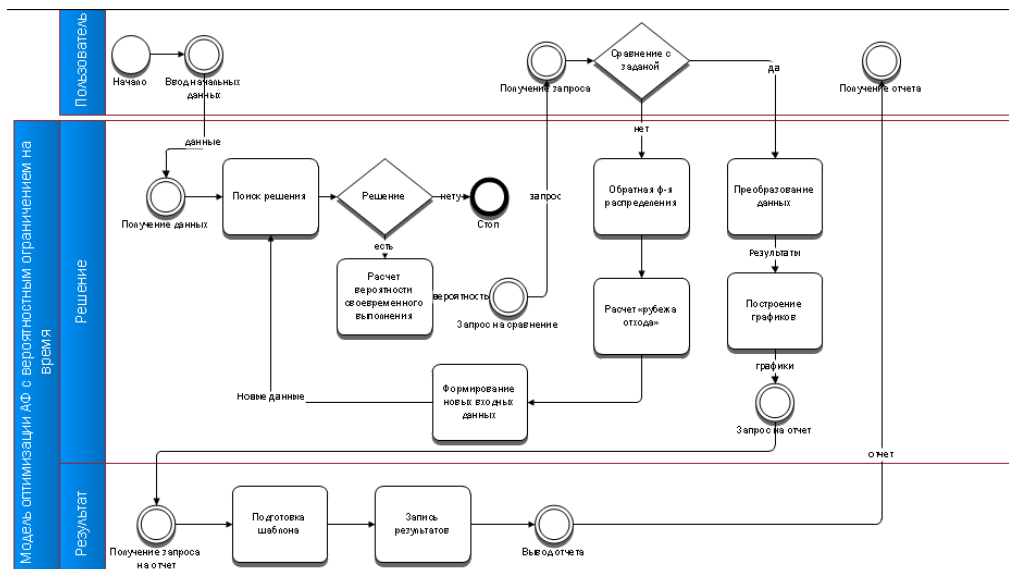 Пользователь
Начало
Ввод начальных
данных
Получение запроса
Сравнение с
заданой
да
Получение отчета
нет
данные
Модель оптимизации АФ с вероятностным ограничением на
время
Решение
Получение данных
Поиск решения
Решение
нету
Стоп
запрос
Обратная ф-я
распределения
Преобразование
данных
есть
Результаты
Расчет
вероятности
своевременного
выполнения
вероятность
Запрос на сравнение
Расчет «рубежа
отхода»
Построение
графиков
графики
Новые данные
Формирование
новых входных
данных
Запрос на отчет
отчет
Результат
Получение запроса
на отчет
Подготовка
шаблона
Запись
результатов
Вывод отчета